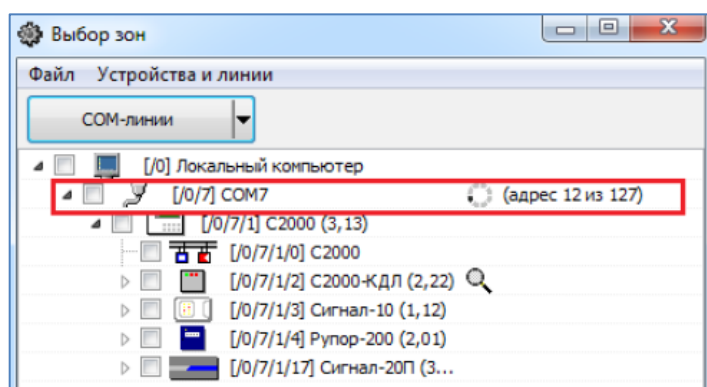 Выбор зон
Файл Устройства и линии
COM-линии
[/0] Локальный компьютер
[/0/7] COM7 (адрес 12 из 127)
[/0/7/1] С2000 (3,13)
[/0/7/1/0] С2000
[/0/7/1/2] С2000-КДЛ (2,22)
[/0/7/1/3] Сигнал-10 (1,12)
[/0/7/1/4] Рупор-200 (2,01)
[/0/7/1/17] Сигнал-20П (3...